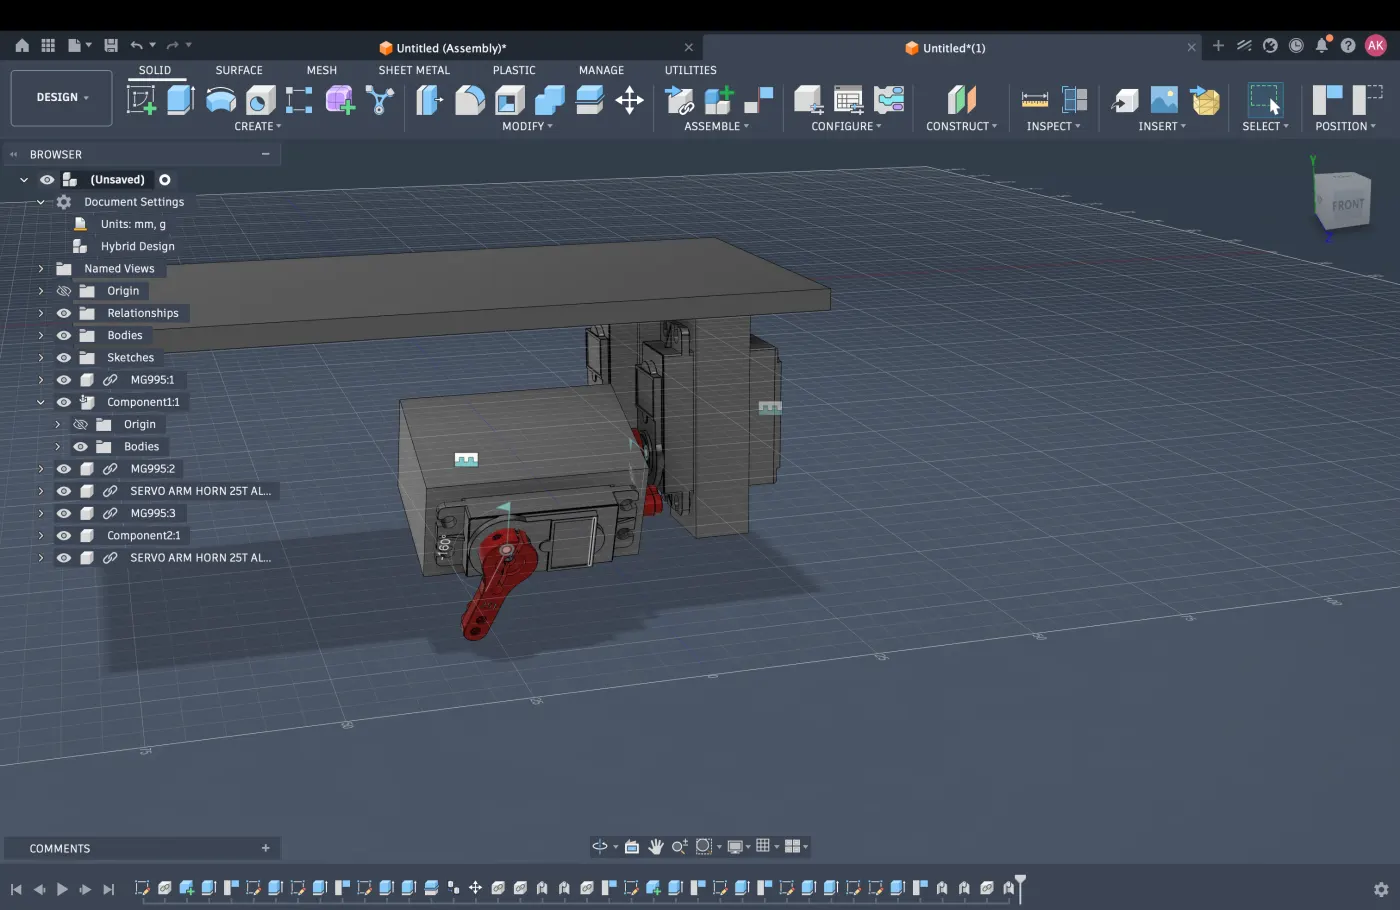 Untitled (Assembly)*
Untitled*(1)
AK
DESIGN
SOLID
SURFACE
MESH
SHEET METAL
PLASTIC
MANAGE
UTILITIES
CREATE
MODIFY
ASSEMBLE
CONFIGURE
CONSTRUCT
INSPECT
INSERT
SELECT
POSITION
BROWSER
(Unsaved)
Document Settings
Units: mm, g
Hybrid Design
Named Views
Origin
Relationships
Bodies
Sketches
MG995:1
Component1:1
Origin
Bodies
MG995:2
SERVO ARM HORN 25T AL...
MG995:3
Component2:1
SERVO ARM HORN 25T AL...
Y
FRONT
Z
-160°
COMMENTS